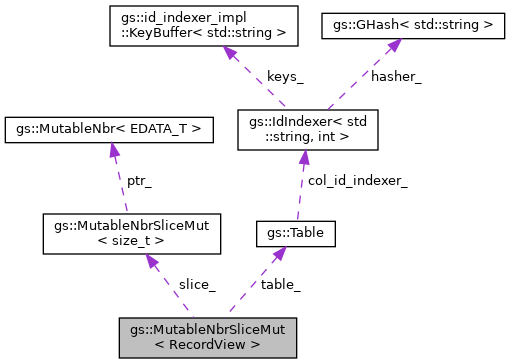 gs::id_indexer_impl
::KeyBuffer< std::string >
gs::GHash< std::string >
keys_
hasher_
gs::MutableNbr< EDATA_T >
gs::IdIndexer< std
::string, int >
ptr_
col_id_indexer_
gs::MutableNbrSliceMut
< size_t >
gs::Table
slice_
table_
gs::MutableNbrSliceMut
< RecordView >